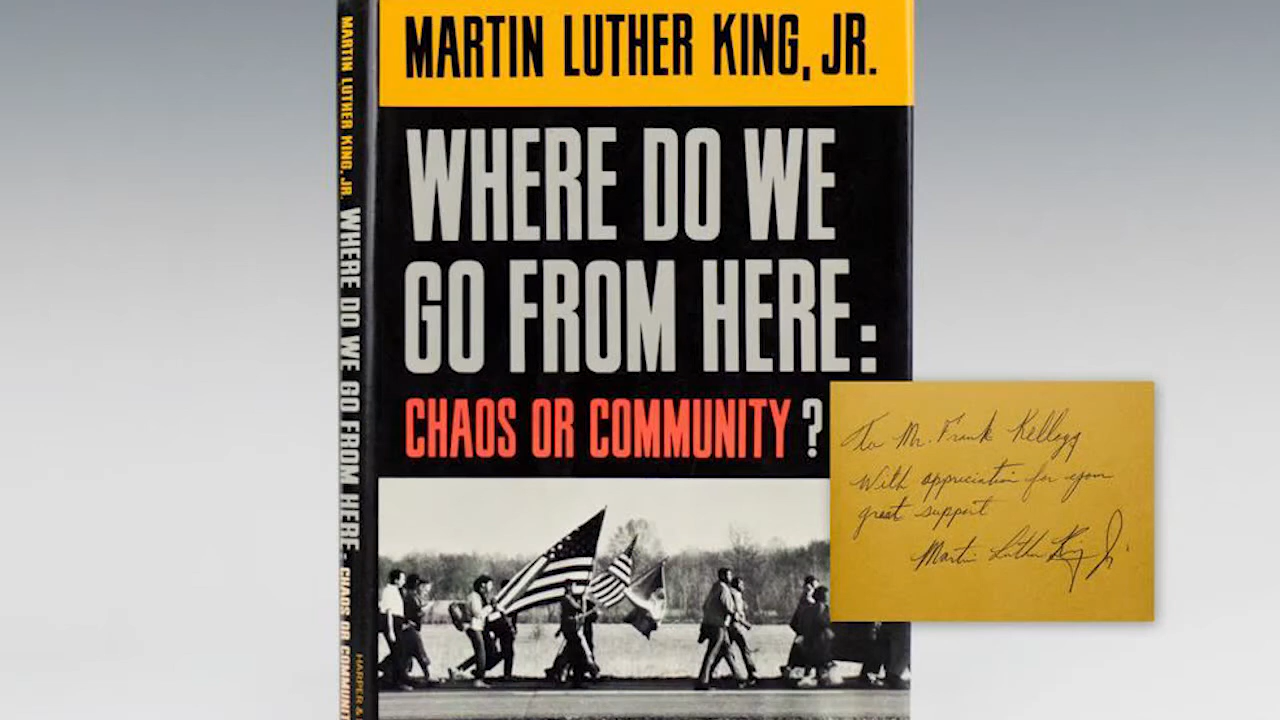 MARTIN LUTHER KING, JR.
WHERE DO WE
GO FROM HERE:
CHAOS OR COMMUNITY?
MARTIN LUTHER KING, JR. WHERE DO WE GO FROM HERE: CHAOS OR COMMUNIT
HARPER &
To Mr. Frank Kellogg
With appreciation for your
great support
Martin Luther King Jr.